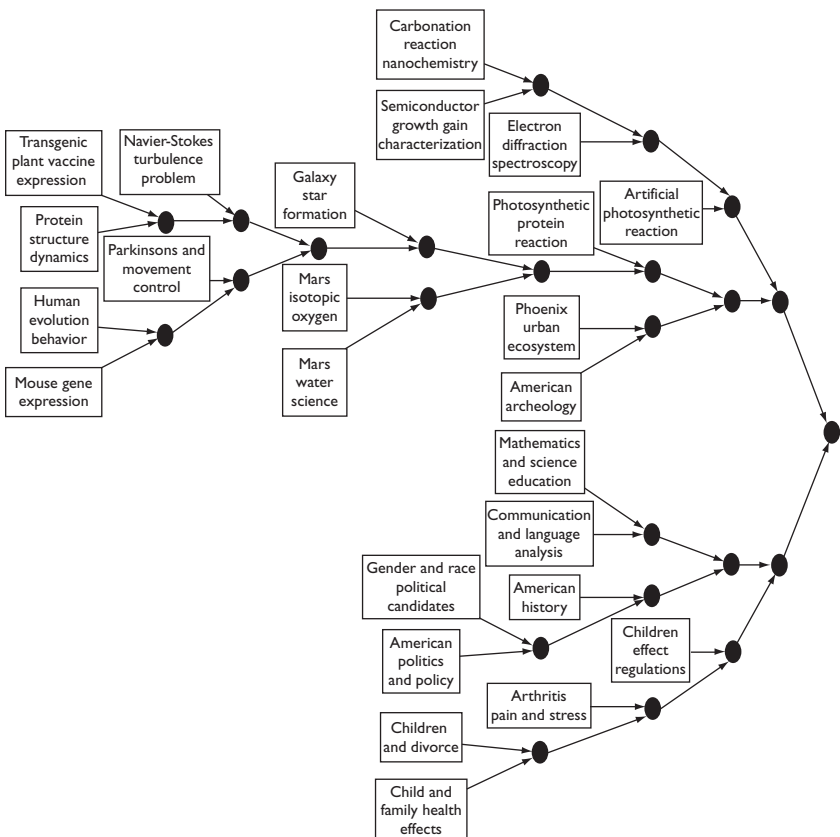 Carbonation
reaction
nanochemistry
Semiconductor
growth gain
characterization
Electron
diffraction
spectroscopy
Transgenic
plant vaccine
expression
Navier-Stokes
turbulence
problem
Galaxy
star
formation
Photosynthetic
protein
reaction
Artificial
photosynthetic
reaction
Protein
structure
dynamics
Parkinsons and
movement
control
Mars
isotopic
oxygen
Human
evolution
behavior
Phoenix
urban
ecosystem
Mouse gene
expression
Mars
water
science
American
archeology
Mathematics
and science
education
Communication
and language
analysis
Gender and race
political
candidates
American
history
American
politics
and policy
Children
effect
regulations
Arthritis
pain and stress
Children
and divorce
Child and
family health
effects